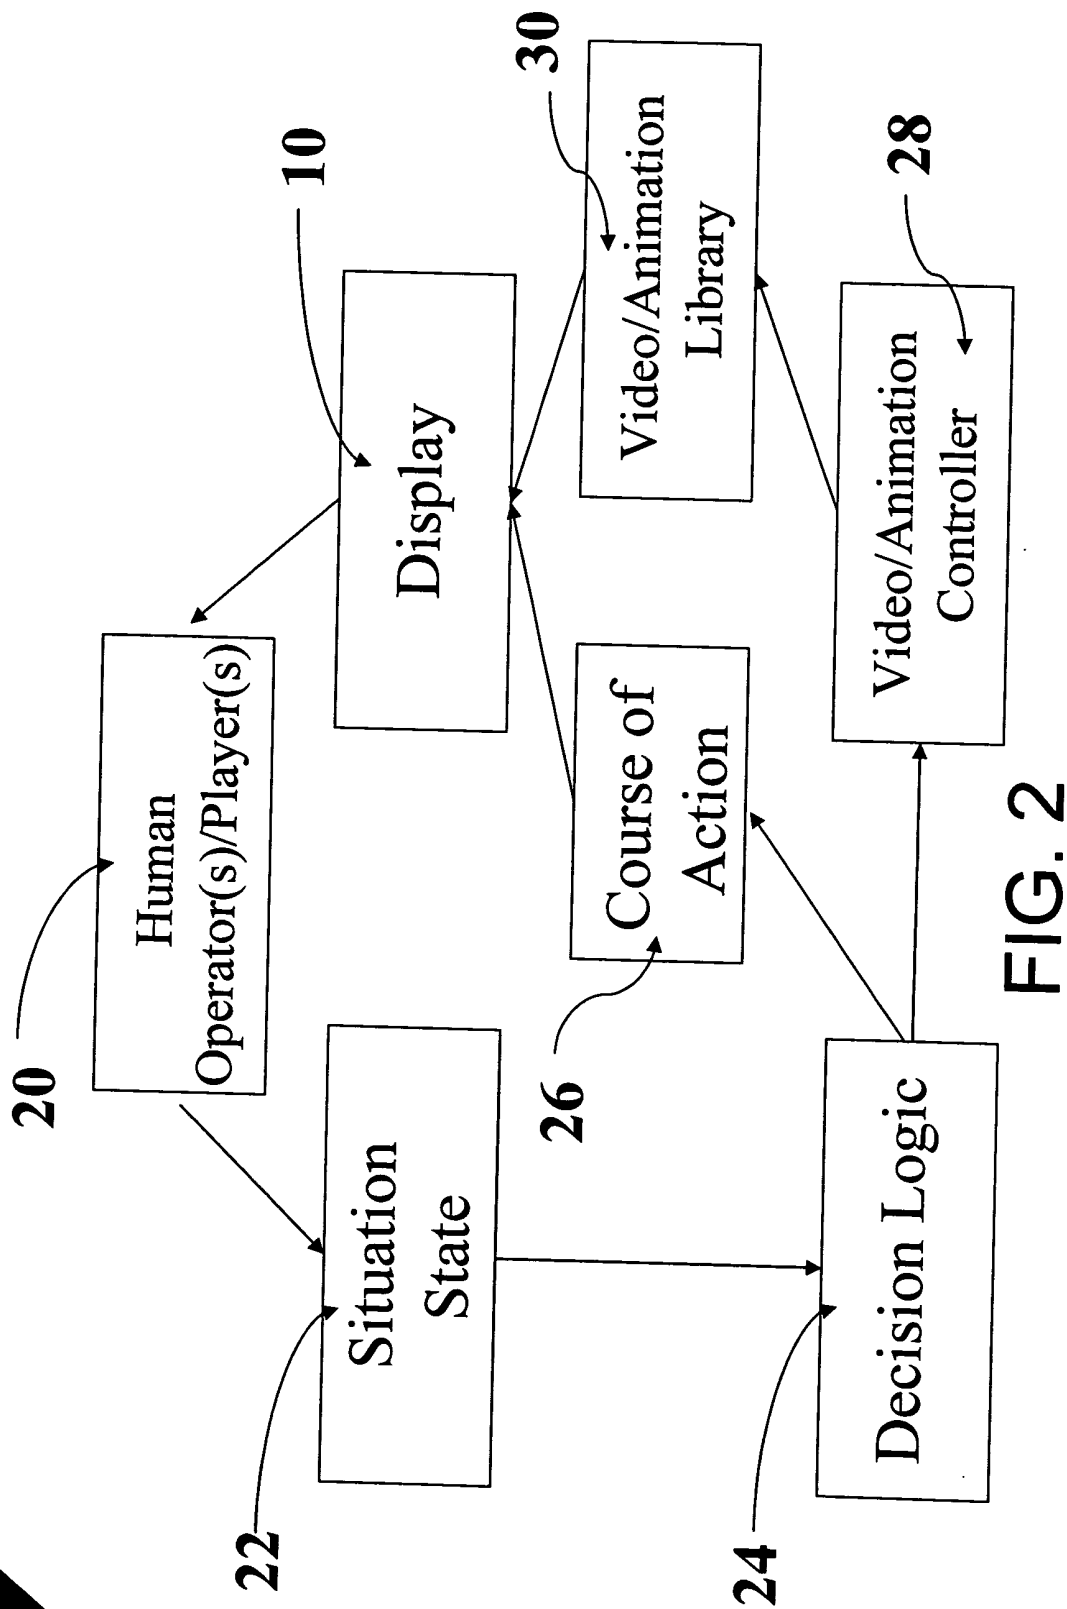 20
Human
Operator(s)/Player(s)
22
Situation
State
10
Display
26
Course of
Action
30
Video/Animation
Library
24
Decision Logic
28
Video/Animation
Controller
FIG. 2